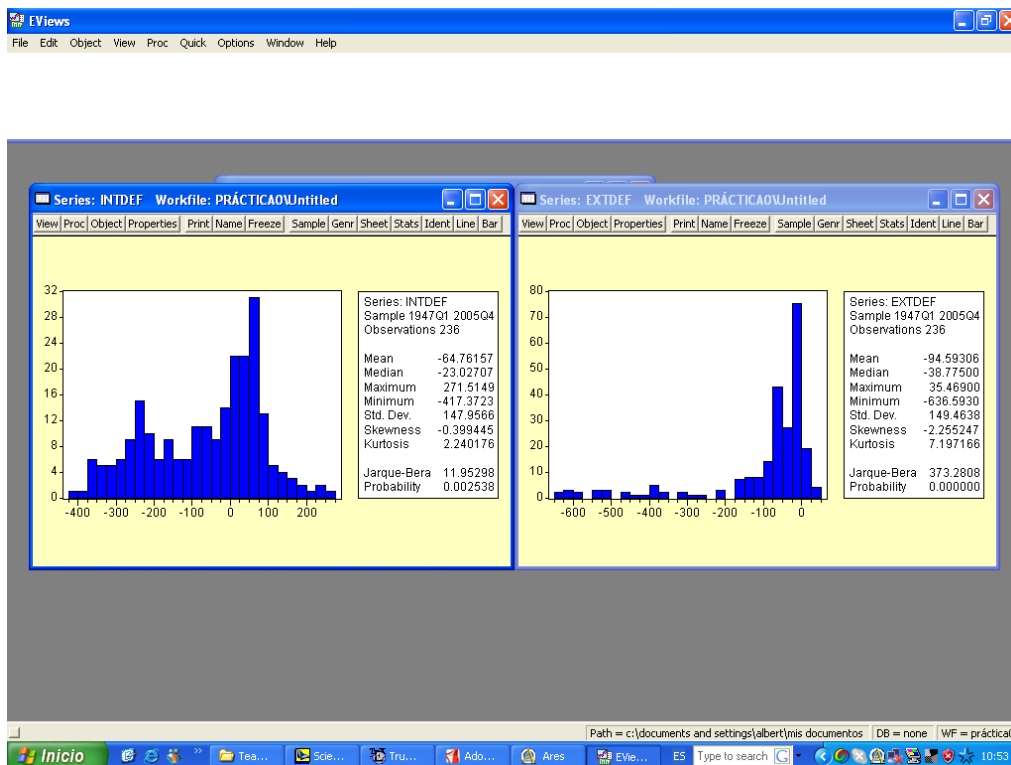 EViews
File Edit Object View Proc Quick Options Window Help
Series: INTDEF Workfile: PRÁCTICA0\Untitled
View Proc Object Properties Print Name Freeze Sample Genr Sheet Stats Ident Line Bar
32
28
24
20
16
12
8
4
0
-400 -300 -200 -100 0 100 200
Series: INTDEF
Sample 1947Q1 2005Q4
Observations 236
Mean -64.76157
Median -23.02707
Maximum 271.5149
Minimum -417.3723
Std. Dev. 147.9566
Skewness -0.399445
Kurtosis 2.240176
Jarque-Bera 11.95298
Probability 0.002538
Series: EXTDEF Workfile: PRÁCTICA0\Untitled
View Proc Object Properties Print Name Freeze Sample Genr Sheet Stats Ident Line Bar
80
70
60
50
40
30
20
10
0
-600 -500 -400 -300 -200 -100 0
Series: EXTDEF
Sample 1947Q1 2005Q4
Observations 236
Mean -94.59306
Median -38.77500
Maximum 35.46900
Minimum -636.5930
Std. Dev. 149.4638
Skewness -2.255247
Kurtosis 7.197166
Jarque-Bera 373.2808
Probability 0.000000
Path = c:\documents and settings\albert\mis documentos DB = none WF = práctica0
Inicio » Tea... Scie... Tru... Ado... Ares EVie... ES Type to search G 10:53